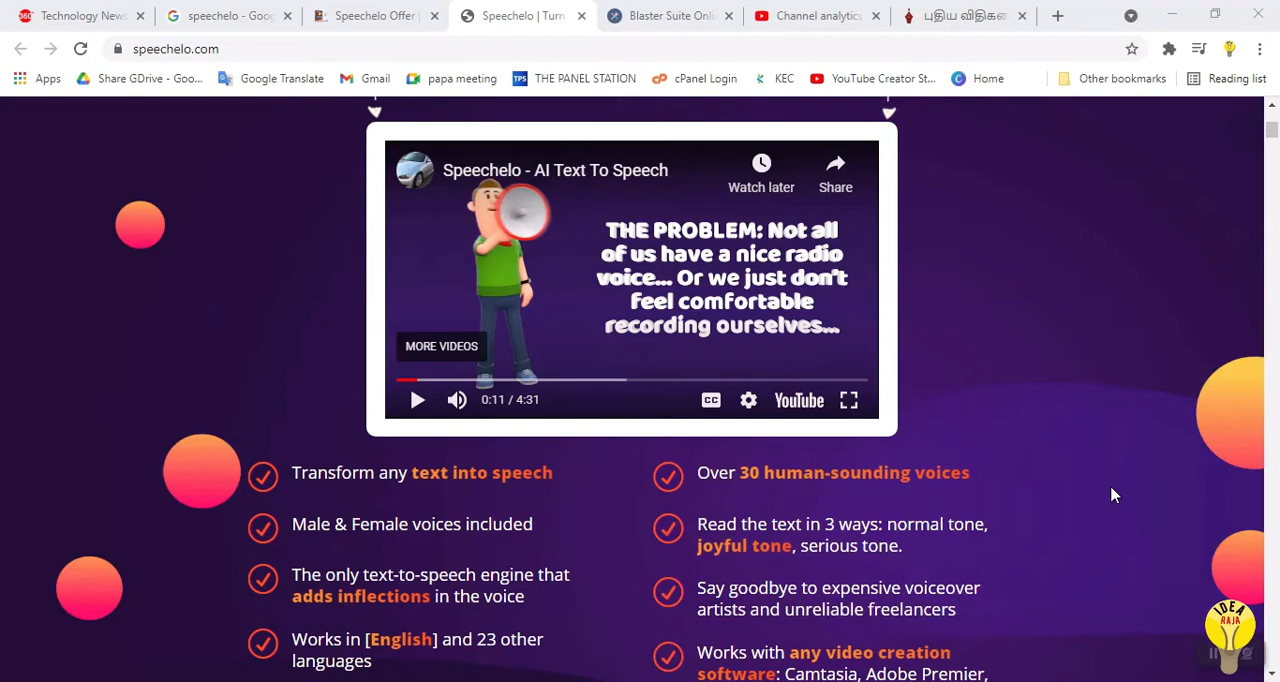 Technology News
speechelo - Goog
Speechelo Offer
Speechelo | Turn
Blaster Suite Onli
Channel analytics
புதிய விதிகள
speechelo.com
Apps
Share GDrive - Goo...
Google Translate
Gmail
papa meeting
TPS THE PANEL STATION
cPanel Login
KEC
YouTube Creator St...
Home
Other bookmarks
Reading list
Speechelo - AI Text To Speech
Watch later
Share
THE PROBLEM: Not all
of us have a nice radio
voice... Or we just don't
feel comfortable
recording ourselves...
MORE VIDEOS
0:11 / 4:31
CC
YouTube
Transform any text into speech
Over 30 human-sounding voices
Male & Female voices included
Read the text in 3 ways: normal tone,
joyful tone, serious tone.
The only text-to-speech engine that
adds inflections in the voice
Say goodbye to expensive voiceover
artists and unreliable freelancers
Works in [English] and 23 other
languages
Works with any video creation
software: Camtasia, Adobe Premier,
IDEA
RAJA